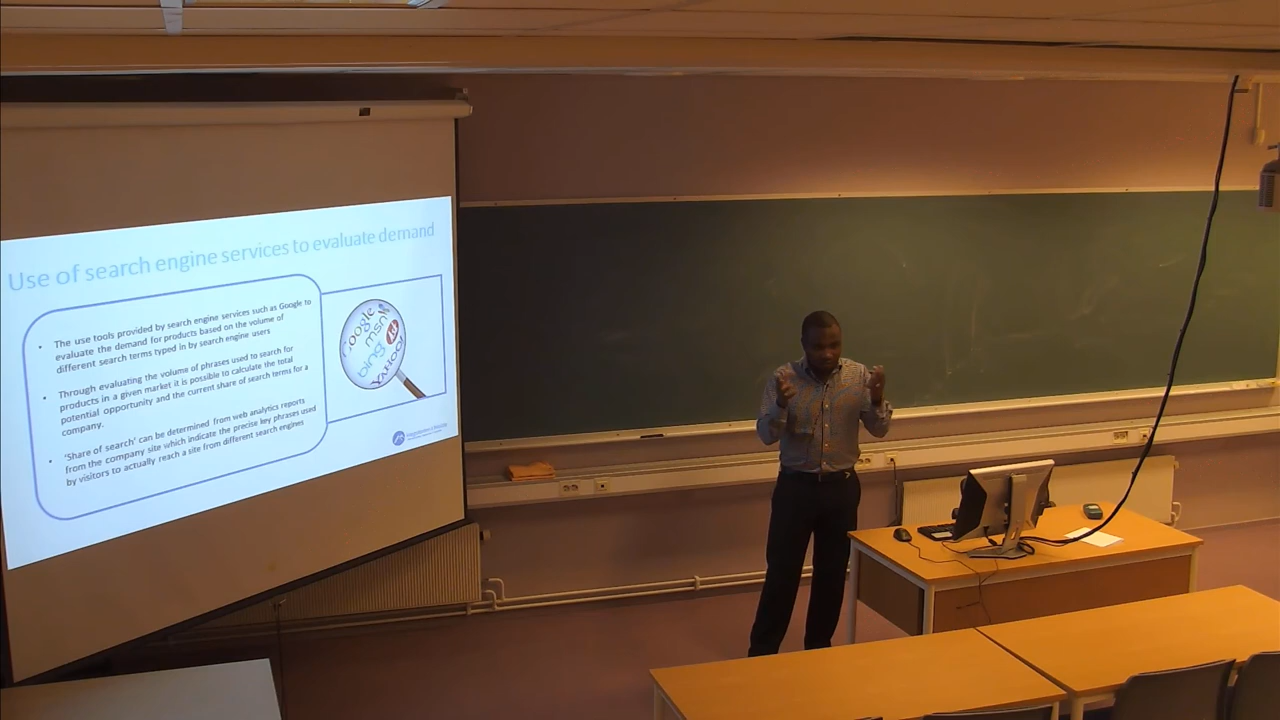 Use of search engine services to evaluate demand
• The use tools provided by search engine services such as Google to
evaluate the demand for products based on the volume of
different search terms typed in by search engine users
• Through evaluating the volume of phrases used to search for
products in a given market it is possible to calculate the total
potential opportunity and the current share of search terms for a
company.
• 'Share of search' can be determined from web analytics reports
from the company site which indicate the precise key phrases used
by visitors to actually reach a site from different search engines
Google
msn
bing
YAHOO!